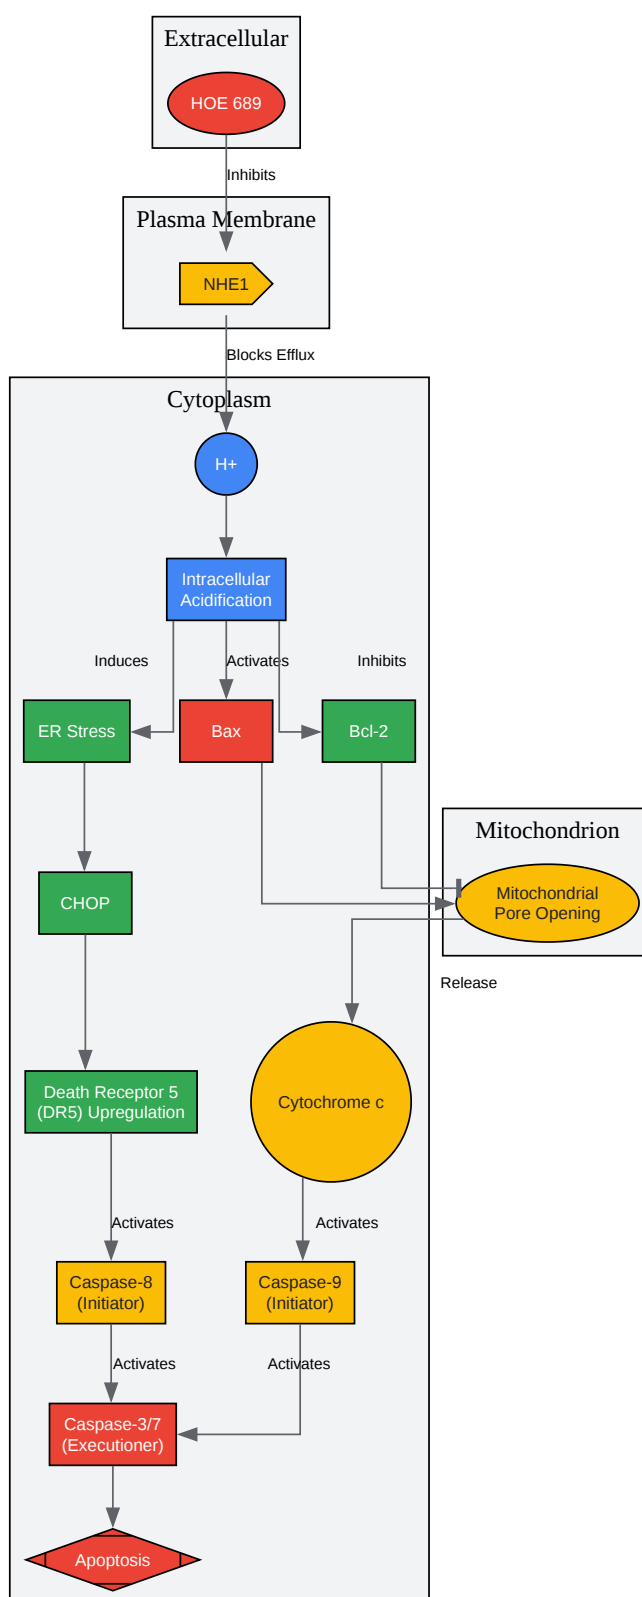 Extracellular
HOE 689
Inhibits
Plasma Membrane
NHE1
Blocks Efflux
Cytoplasm
H+
Intracellular
Acidification
Induces
Activates
Inhibits
ER Stress
Bax
Bcl-2
Mitochondrion
Mitochondrial
Pore Opening
CHOP
Release
Death Receptor 5
(DR5) Upregulation
Cytochrome c
Activates
Activates
Caspase-8
(Initiator)
Caspase-9
(Initiator)
Activates
Activates
Caspase-3/7
(Executioner)
Apoptosis